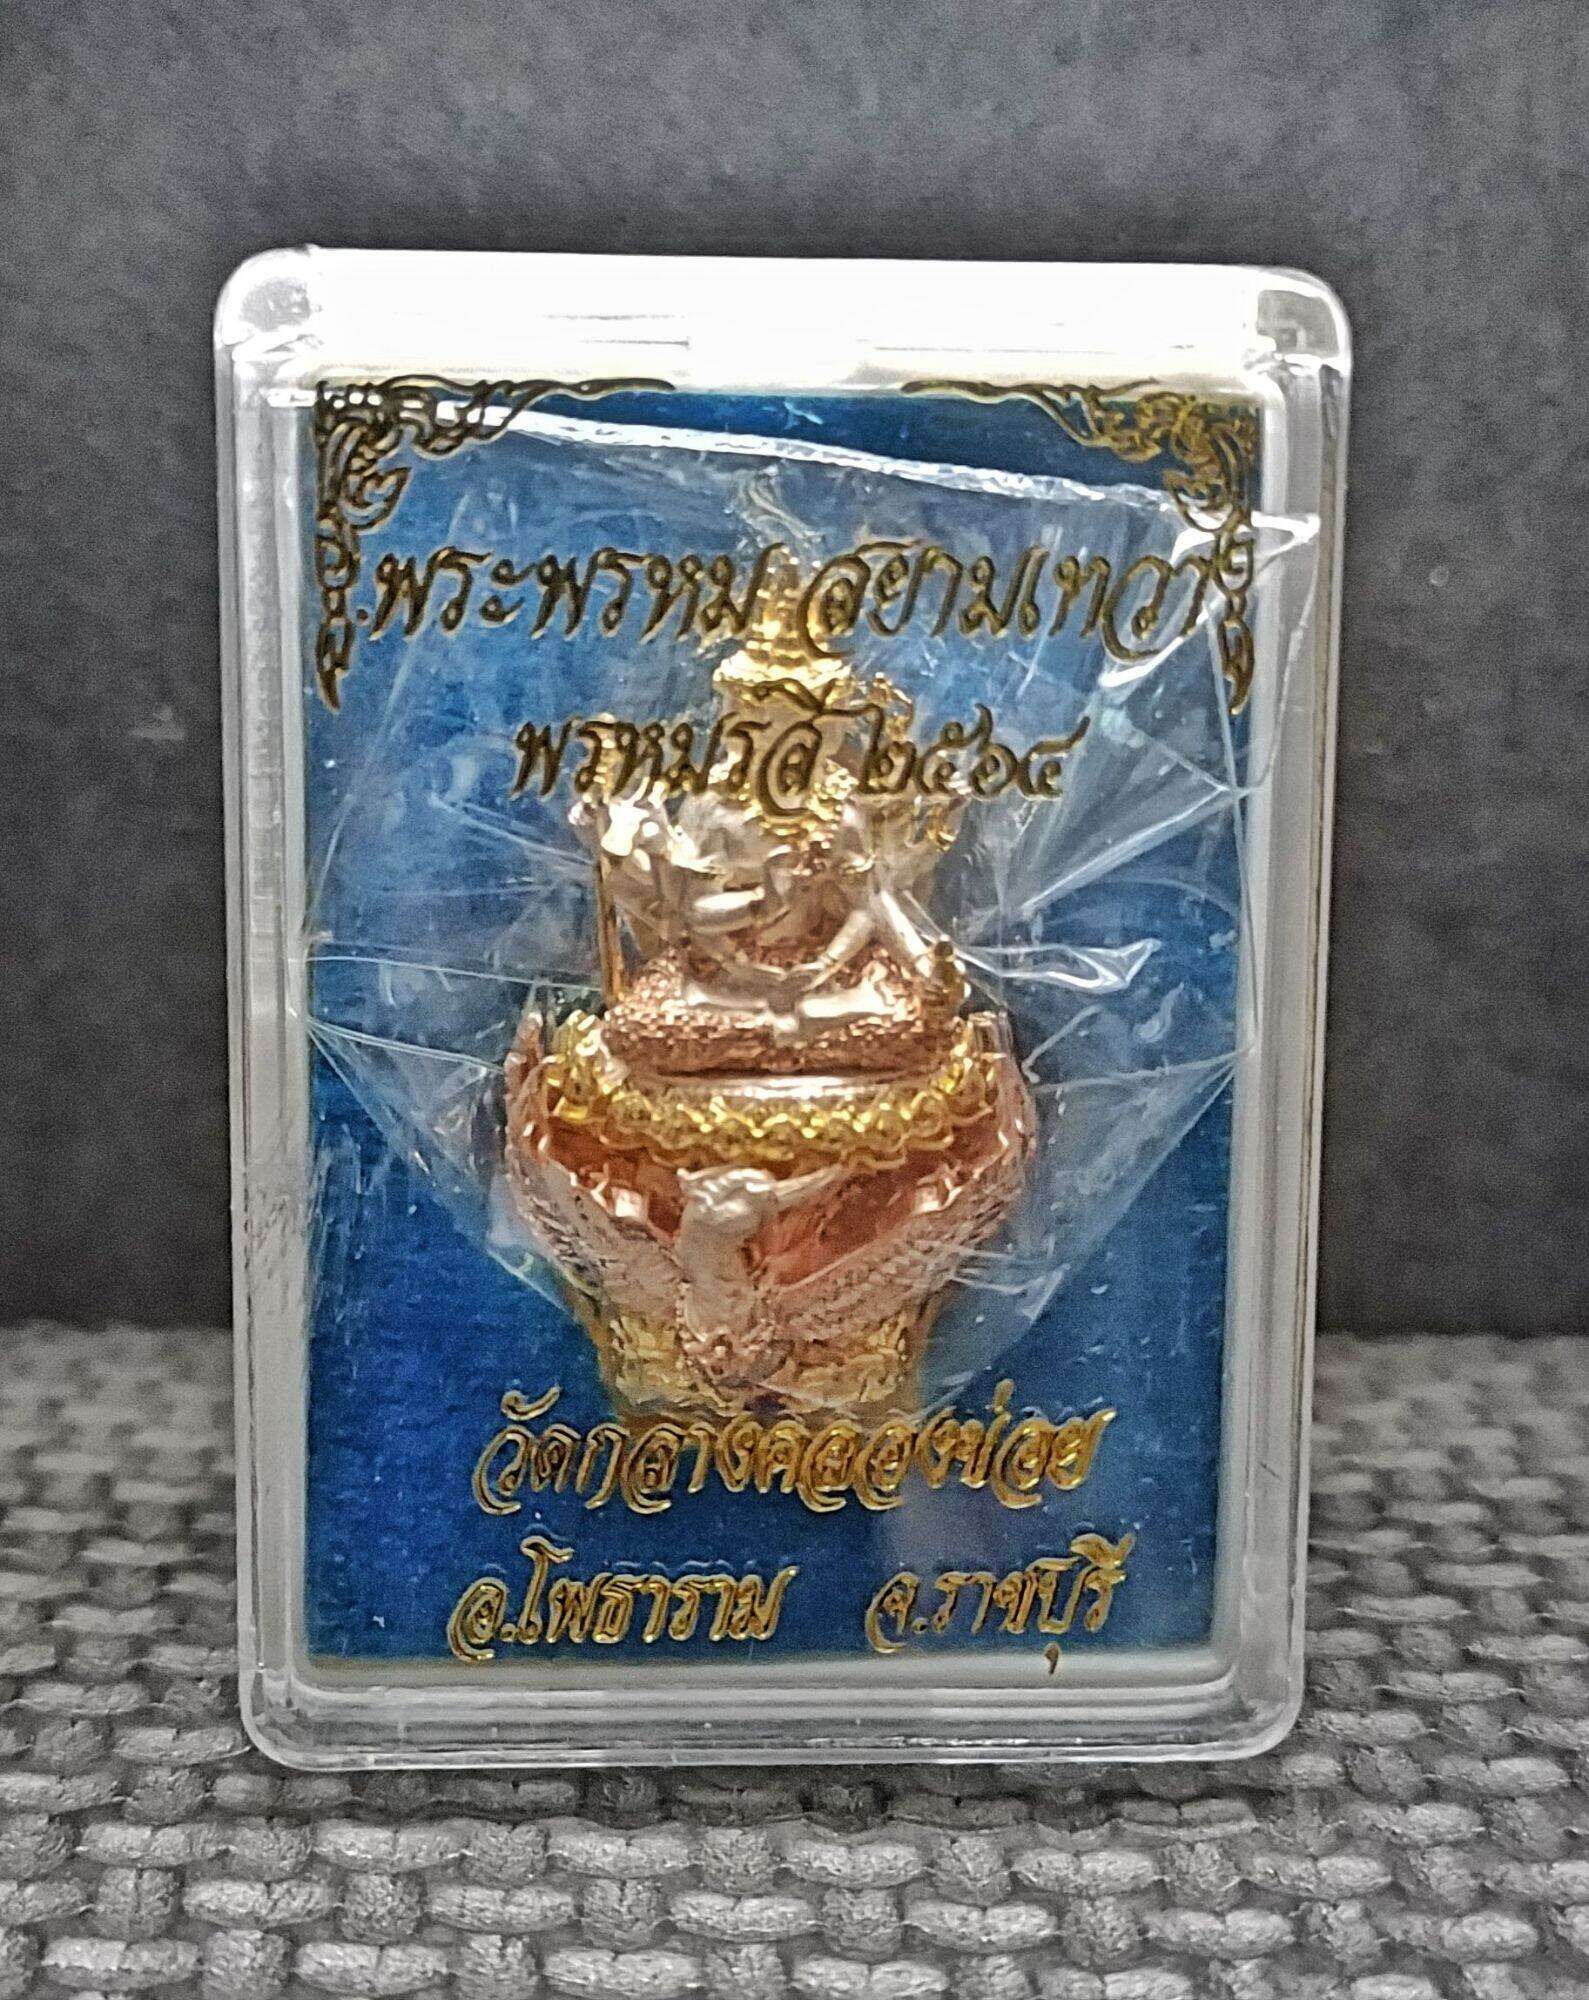 พระพรหม สยามเทวา
พรหมรสี ๒๕๖๔
วัดกลางคลองข่อย
อ.โพธาราม จ.ราชบุรี